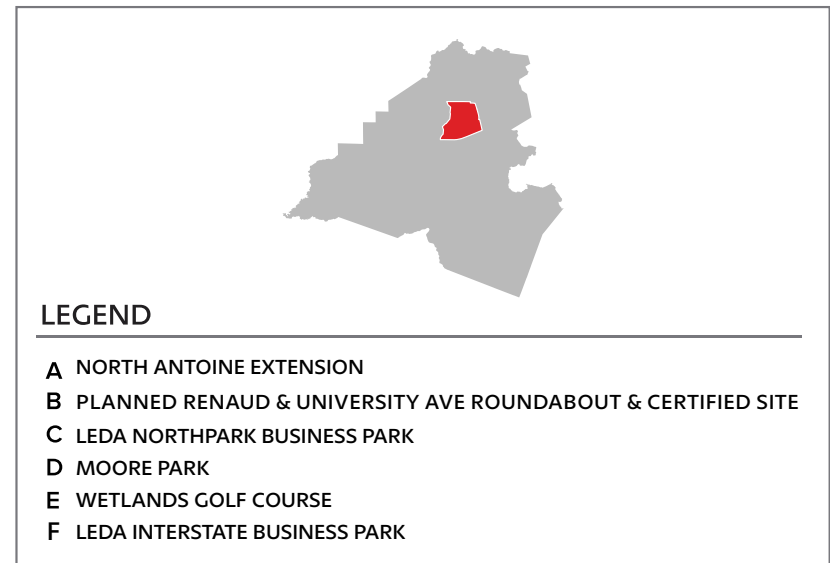 LEGEND
A NORTH ANTOINE EXTENSION
B PLANNED RENAUD & UNIVERSITY AVE ROUNDABOUT & CERTIFIED SITE
C LEDA NORTHPARK BUSINESS PARK
D MOORE PARK
E WETLANDS GOLF COURSE
F LEDA INTERSTATE BUSINESS PARK